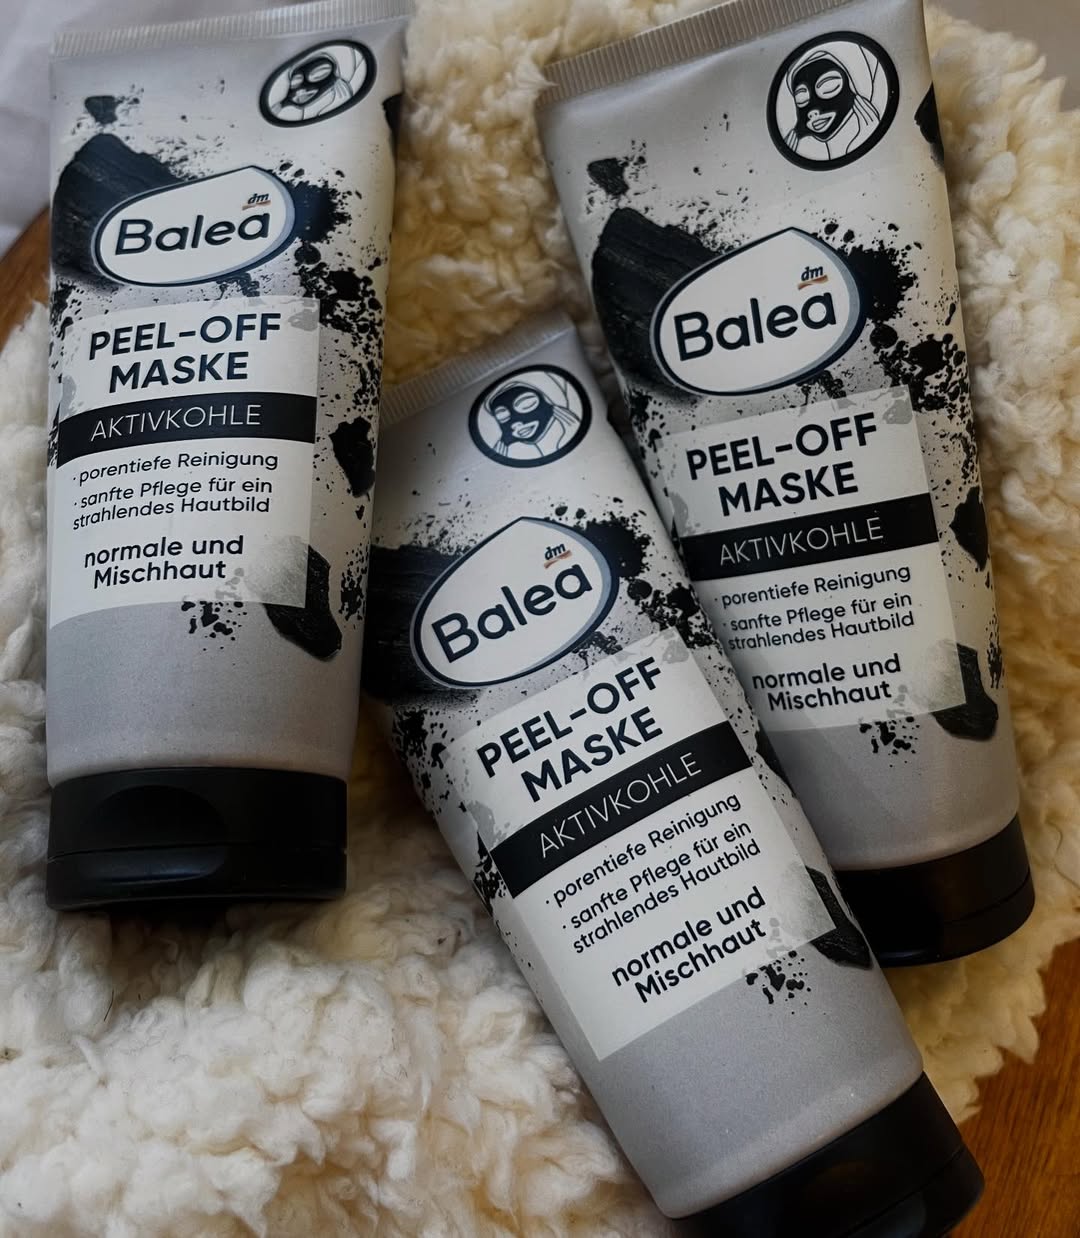 dm
Balea
PEEL-OFF
MASKE
AKTIVKOHLE
· porentiefe Reinigung
· sanfte Pflege für ein
strahlendes Hautbild
normale und
Mischhaut
dm
Balea
PEEL-OFF
MASKE
AKTIVKOHLE
· porentiefe Reinigung
· sanfte Pflege für ein
strahlendes Hautbild
normale und
Mischhaut
dm
Balea
PEEL-OFF
MASKE
AKTIVKOHLE
· porentiefe Reinigung
· sanfte Pflege für ein
strahlendes Hautbild
normale und
Mischhaut